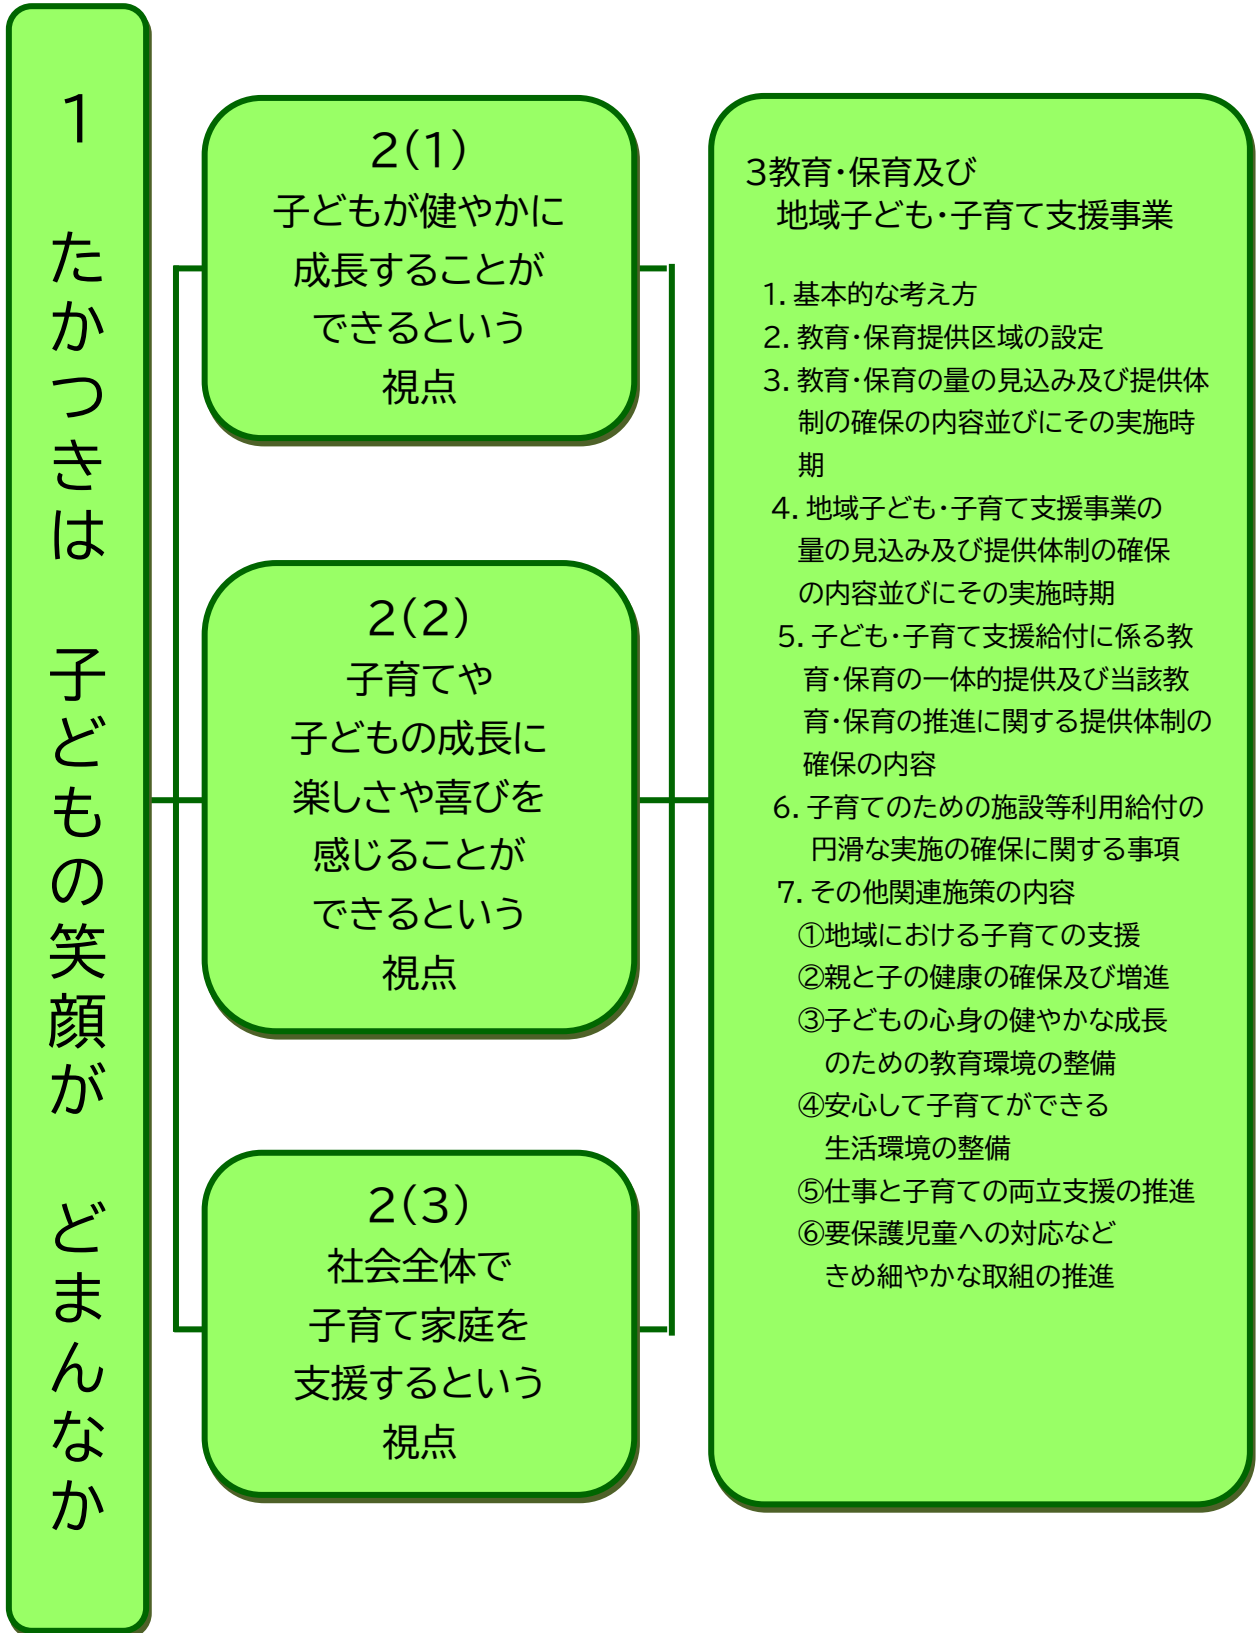 1　たかつきは　子どもの笑顔が　どまんなか
2(1)
子どもが健やかに
成長することが
できるという
視点
2(2)
子育てや
子どもの成長に
楽しさや喜びを
感じることが
できるという
視点
2(3)
社会全体で
子育て家庭を
支援するという
視点
3教育・保育及び
地域子ども・子育て支援事業
1. 基本的な考え方
2. 教育・保育提供区域の設定
3. 教育・保育の量の見込み及び提供体
制の確保の内容並びにその実施時
期
4. 地域子ども・子育て支援事業の
量の見込み及び提供体制の確保
の内容並びにその実施時期
5. 子ども・子育て支援給付に係る教
育・保育の一体的提供及び当該教
育・保育の推進に関する提供体制の
確保の内容
6. 子育てのための施設等利用給付の
円滑な実施の確保に関する事項
7. その他関連施策の内容
①地域における子育ての支援
②親と子の健康の確保及び増進
③子どもの心身の健やかな成長
のための教育環境の整備
④安心して子育てができる
生活環境の整備
⑤仕事と子育ての両立支援の推進
⑥要保護児童への対応など
きめ細やかな取組の推進